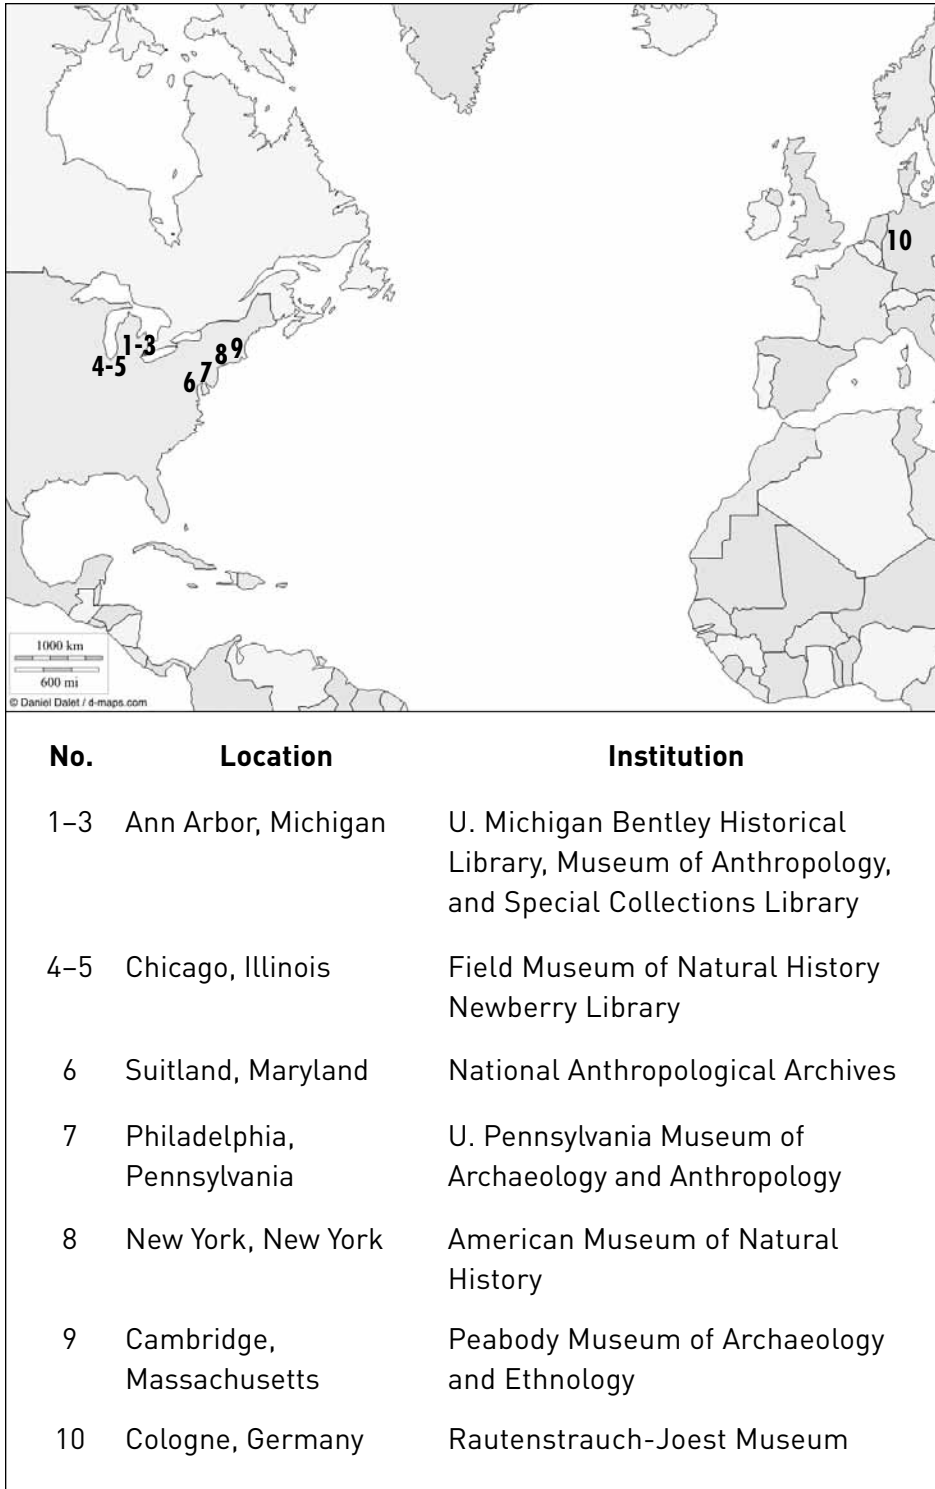 10
1-3
8 9
4-5
7
6
1000 km
600 mi
© Daniel Dalet / d-maps.com
No. Location Institution
1–3 Ann Arbor, Michigan U. Michigan Bentley Historical
Library, Museum of Anthropology,
and Special Collections Library
4–5 Chicago, Illinois Field Museum of Natural History
Newberry Library
6 Suitland, Maryland National Anthropological Archives
7 Philadelphia, U. Pennsylvania Museum of
Pennsylvania Archaeology and Anthropology
8 New York, New York American Museum of Natural
History
9 Cambridge, Peabody Museum of Archaeology
Massachusetts and Ethnology
10 Cologne, Germany Rautenstrauch-Joest Museum